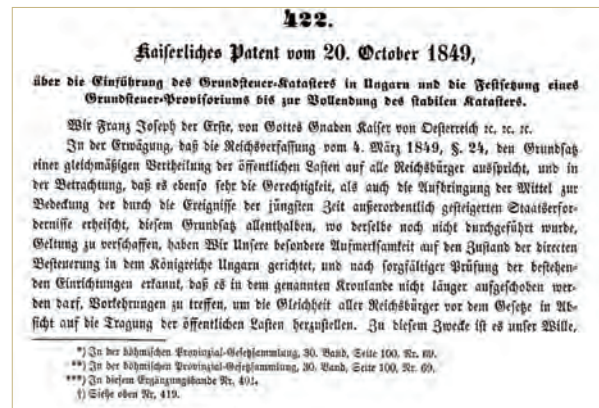 422.
Kaiserliches Patent vom 20. October 1849,
über die Einführung des Grundsteuer-Katasters in Ungarn und die Festsetzung eines
Grundsteuer-Provisoriums bis zur Vollendung des stabilen Katasters.
Wir Franz Joseph der Erste, von Gottes Gnaden Kaiser von Oesterreich ꝛc. ꝛc. ꝛc.
In der Erwägung, daß die Reichsverfassung vom 4. März 1849, §. 24, den Grundsatz
einer gleichmäßigen Vertheilung der öffentlichen Lasten auf alle Reichsbürger ausspricht, und in
der Betrachtung, daß es ebenso sehr die Gerechtigkeit, als auch die Aufbringung der Mittel zur
Bedeckung der durch die Ereignisse der jüngsten Zeit außerordentlich gesteigerten Staatserfor-
dernisse erheischt, diesem Grundsatz allenthalben, wo derselbe noch nicht durchgeführt wurde,
Geltung zu verschaffen, haben Wir Unsere besondere Aufmerksamkeit auf den Zustand der directen
Besteuerung in dem Königreiche Ungarn gerichtet, und nach sorgfältiger Prüfung der bestehen-
den Einrichtungen erkannt, daß es in dem genannten Kronlande nicht länger aufgeschoben wer-
den darf, Vorkehrungen zu treffen, um die Gleichheit aller Reichsbürger vor dem Gesetze in Ab-
sicht auf die Tragung der öffentlichen Lasten herzustellen. Zu diesem Zwecke ist es unser Wille,
*) In der böhmischen Provinzial-Gesetzsammlung, 30. Band, Seite 100, Nr. 69.
**) In der böhmischen Provinzial-Gesetzsammlung, 30. Band, Seite 100, Nr. 69.
***) In diesem Ergänzungsbande Nr. 401.
†) Siehe oben Nr. 419.